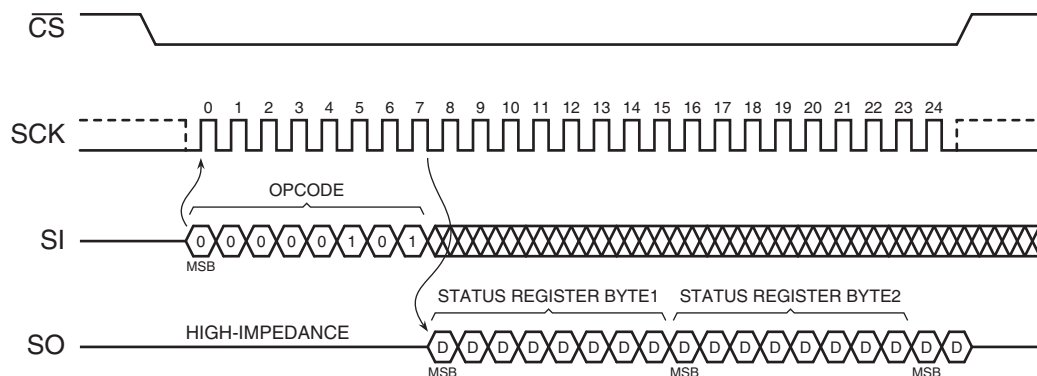 CS
SCK
0 1 2 3 4 5 6 7 8 9 10 11 12 13 14 15 16 17 18 19 20 21 22 23 24
OPCODE
SI
0 0 0 0 0 1 0 1
MSB
STATUS REGISTER BYTE1 STATUS REGISTER BYTE2
SO
HIGH-IMPEDANCE
D D D D D D D D D D D D D D D D D D
MSB MSB MSB